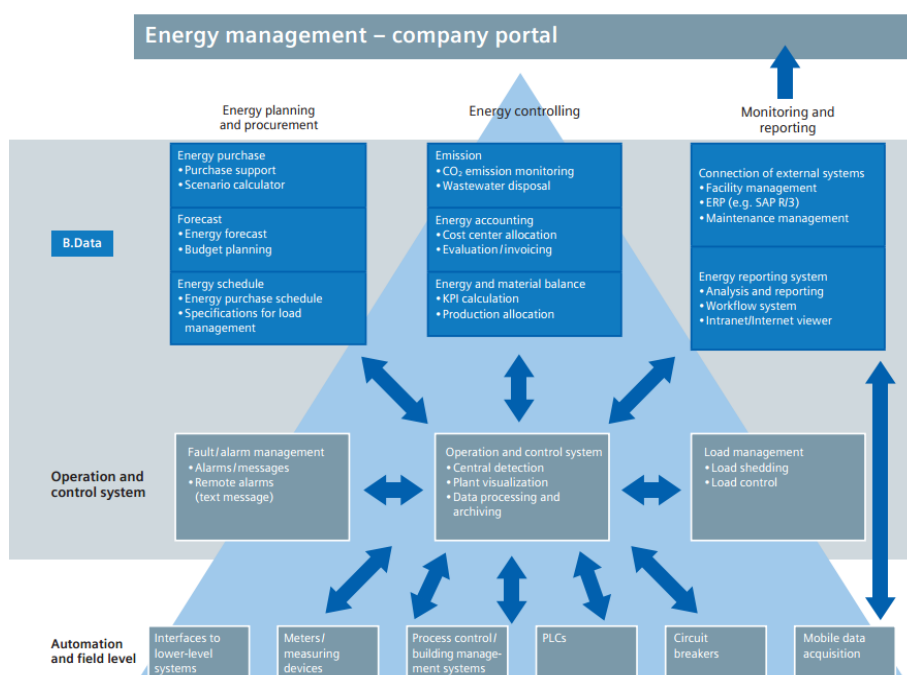 Energy management – company portal
Energy planning
and procurement
Energy controlling
Monitoring and
reporting
B.Data
Energy purchase
• Purchase support
• Scenario calculator
Forecast
• Energy forecast
• Budget planning
Energy schedule
• Energy purchase schedule
• Specifications for load
management
Emission
• CO₂ emission monitoring
• Wastewater disposal
Energy accounting
• Cost center allocation
• Evaluation/invoicing
Energy and material balance
• KPI calculation
• Production allocation
Connection of external systems
• Facility management
• ERP (e.g. SAP R/3)
• Maintenance management
Energy reporting system
• Analysis and reporting
• Workflow system
• Intranet/Internet viewer
Operation and
control system
Fault/alarm management
• Alarms/messages
• Remote alarms
(text message)
Operation and control system
• Central detection
• Plant visualization
• Data processing and
archiving
Load management
• Load shedding
• Load control
Automation
and field level
Interfaces to
lower-level
systems
Meters/
measuring
devices
Process control/
building manage-
ment systems
PLCs
Circuit
breakers
Mobile data
acquisition